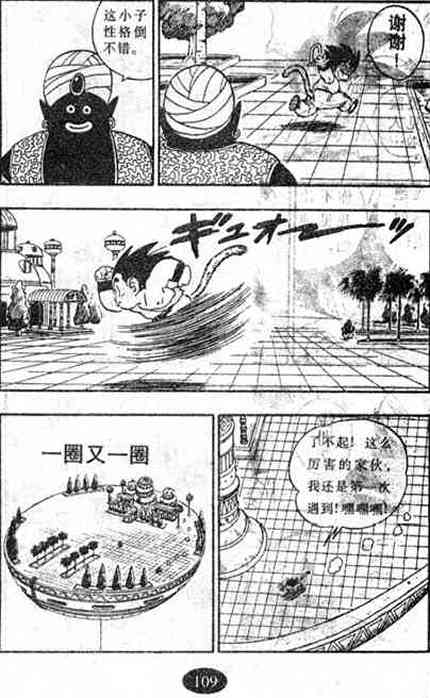 谢谢！
这小子
性格倒
不错。
ギュオーッ
了不起！这么
厉害的家伙，
我还是第一次
遇到！嘿嘿嘿！
一圈又一圈
109